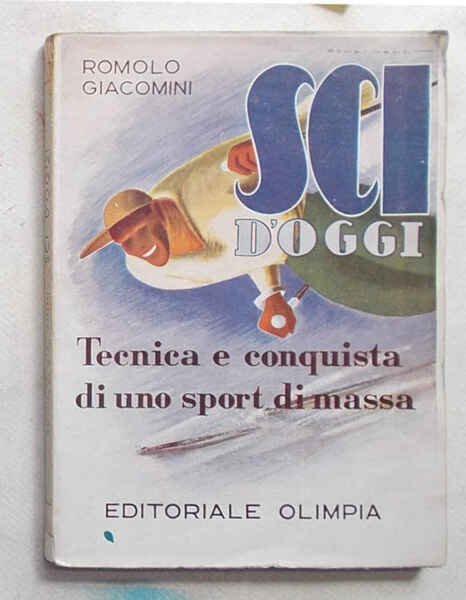 ROMOLO
GIACOMINI
SCI
D'OGGI
Tecnica e conquista
di uno sport di massa
EDITORIALE OLIMPIA